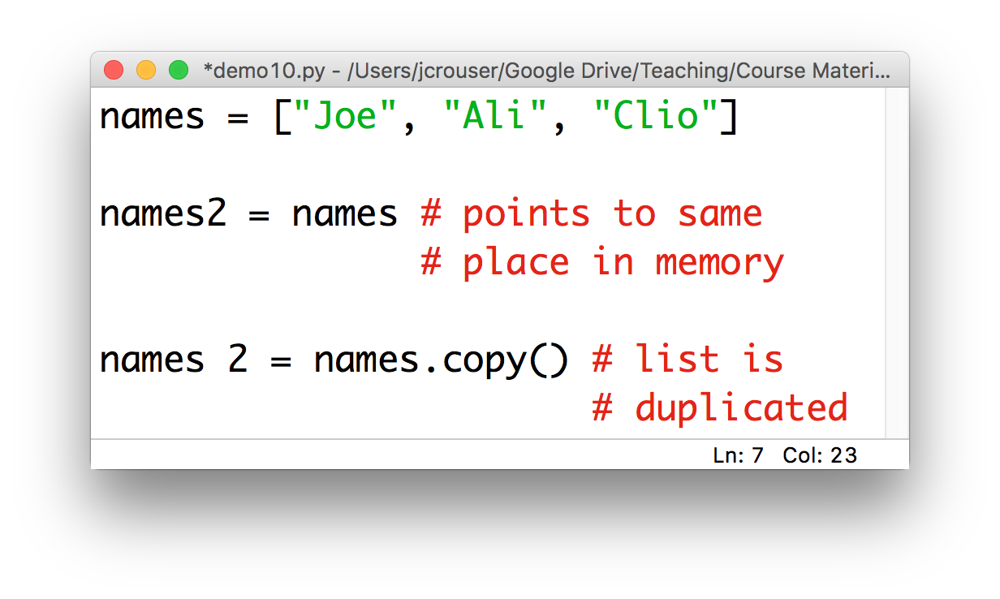 *demo10.py - /Users/jcrouser/Google Drive/Teaching/Course Materi...
names = ["Joe", "Ali", "Clio"]
names2 = names # points to same
# place in memory
names 2 = names.copy() # list is
# duplicated
Ln: 7 Col: 23